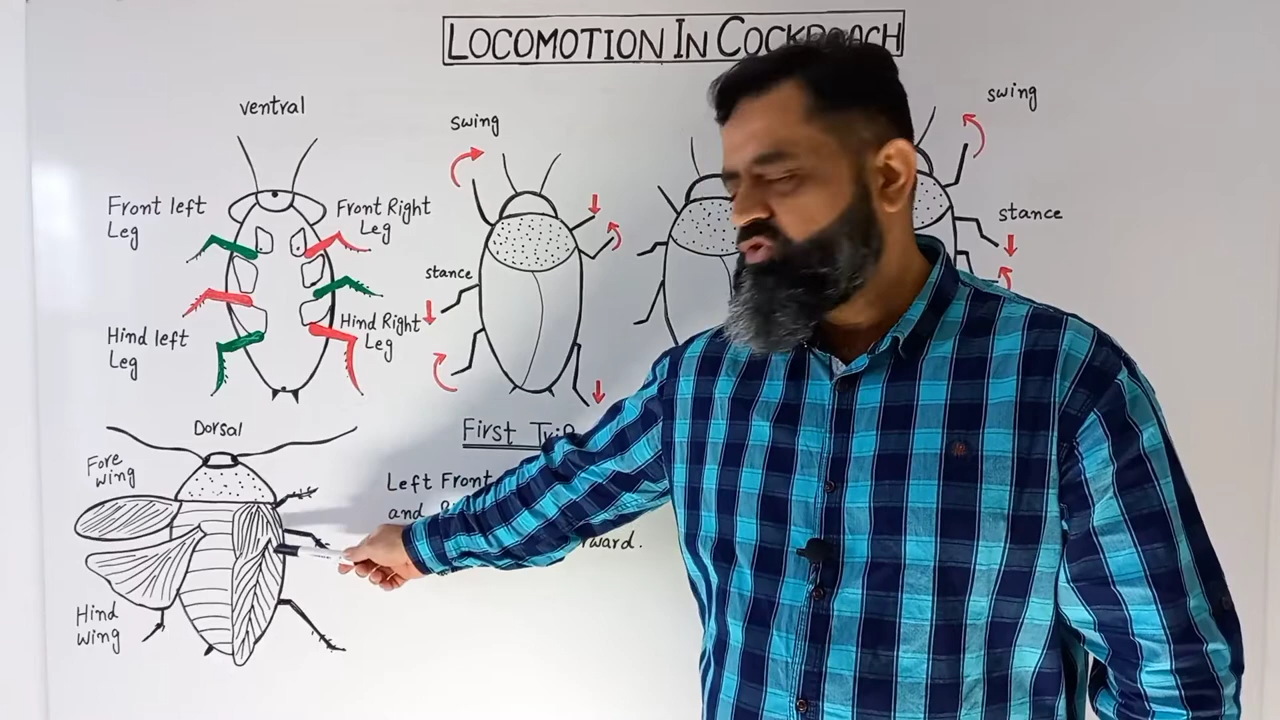 LOCOMOTION IN COCKROACH
ventral
Front left
Leg
Front Right
Leg
Hind left
Leg
Hind Right
Leg
swing
stance
swing
stance
Dorsal
Fore
wing
Hind
wing
First
Left Front
and